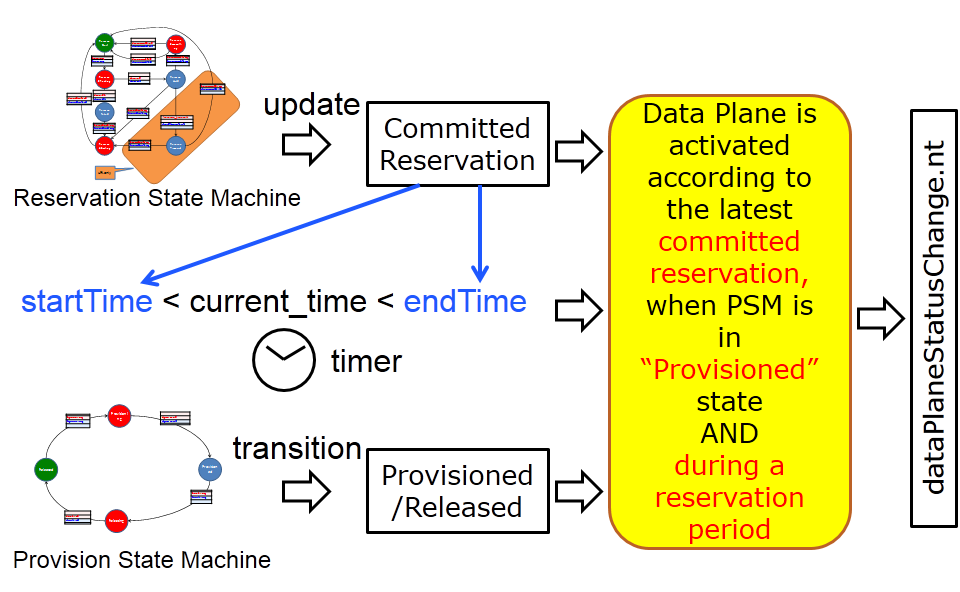 update
Committed
Reservation
Reservation State Machine
startTime < current_time < endTime
timer
transition
Provisioned
/Released
Provision State Machine
Data Plane is
activated
according to
the latest
committed
reservation,
when PSM is
in
“Provisioned”
state
AND
during a
reservation
period
dataPlaneStatusChange.nt